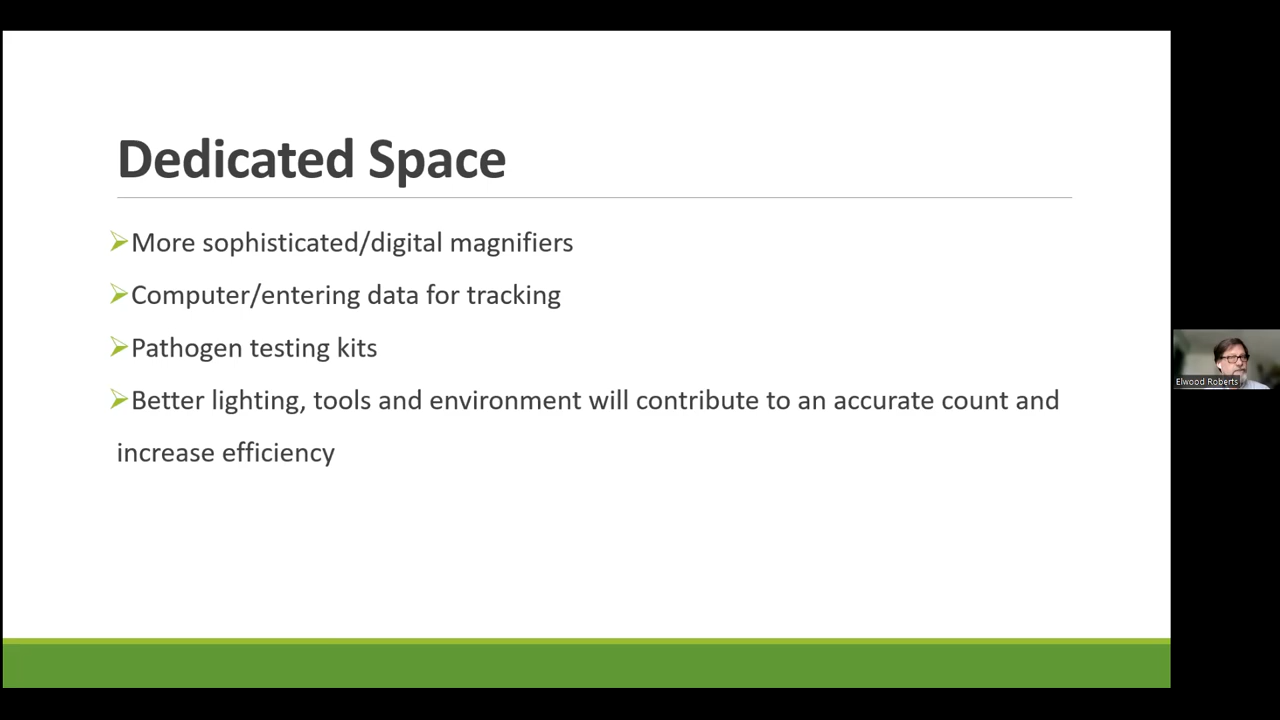 Dedicated Space
More sophisticated/digital magnifiers
Computer/entering data for tracking
Pathogen testing kits
Better lighting, tools and environment will contribute to an accurate count and
increase efficiency
Elwood Roberts